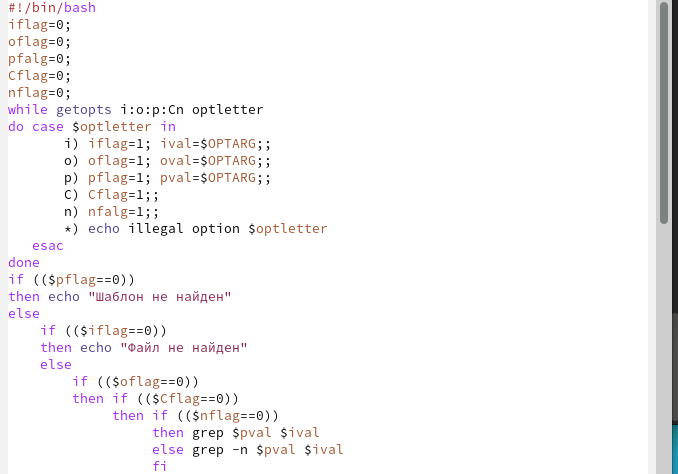 #!/bin/bash
iflag=0;
oflag=0;
pfalg=0;
Cflag=0;
nflag=0;
while getopts i:o:p:Cn optletter
do case $optletter in
       i) iflag=1; ival=$OPTARG;;
       o) oflag=1; oval=$OPTARG;;
       p) pflag=1; pval=$OPTARG;;
       C) Cflag=1;;
       n) nfalg=1;;
       *) echo illegal option $optletter
   esac
done
if (($pflag==0))
then echo "Шаблон не найден"
else
    if (($iflag==0))
    then echo "Файл не найден"
    else
        if (($oflag==0))
        then if (($Cflag==0))
             then if (($nflag==0))
                  then grep $pval $ival
                  else grep -n $pval $ival
                  fi